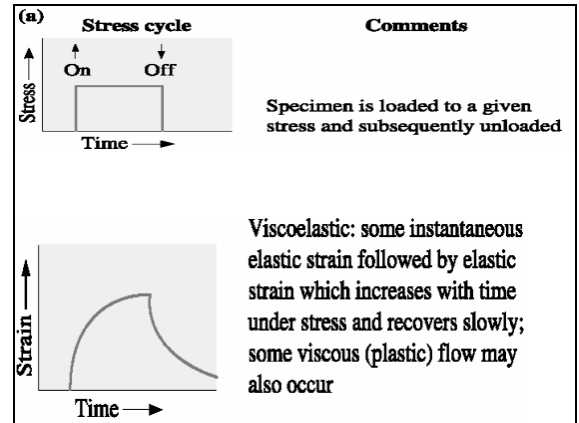 (a)
Stress cycle
Comments
On
Off
Stress
Time
Specimen is loaded to a given
stress and subsequently unloaded
Viscoelastic: some instantaneous
elastic strain followed by elastic
strain which increases with time
under stress and recovers slowly;
some viscous (plastic) flow may
also occur
Strain
Time